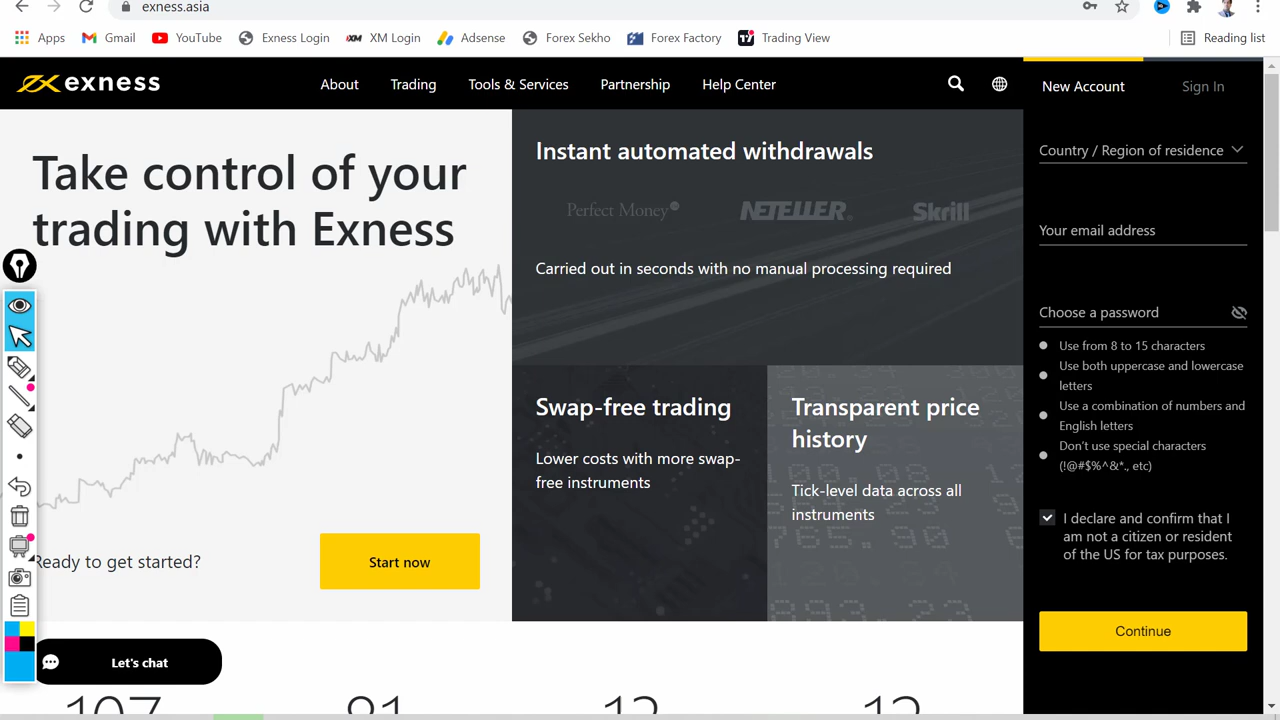 exness.asia
Apps Gmail YouTube Exness Login XM XM Login Adsense Forex Sekho Forex Factory Trading View Reading list
exness
About Trading Tools & Services Partnership Help Center
New Account Sign In
Take control of your
trading with Exness
Ready to get started?
Start now
Instant automated withdrawals
Perfect Money NETELLER Skrill
Carried out in seconds with no manual processing required
Swap-free trading
Lower costs with more swap-
free instruments
Transparent price
history
Tick-level data across all
instruments
Country / Region of residence
Your email address
Choose a password
Use from 8 to 15 characters
Use both uppercase and lowercase
letters
Use a combination of numbers and
English letters
Don't use special characters
(!@#$%^&*., etc)
I declare and confirm that I
am not a citizen or resident
of the US for tax purposes.
Continue
Let's chat